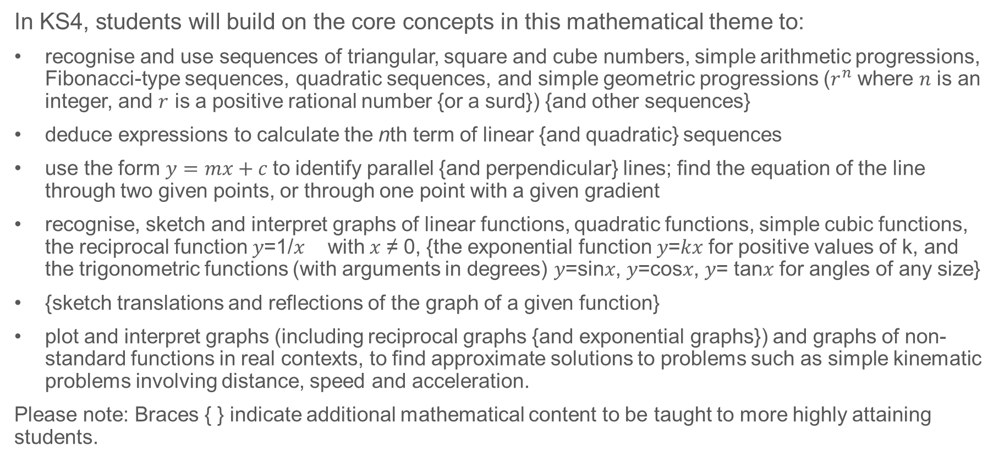 In KS4, students will build on the core concepts in this mathematical theme to:
• recognise and use sequences of triangular, square and cube numbers, simple arithmetic progressions,
Fibonacci-type sequences, quadratic sequences, and simple geometric progressions (𝑟ⁿ where 𝑛 is an
integer, and 𝑟 is a positive rational number {or a surd}) {and other sequences}
• deduce expressions to calculate the nth term of linear {and quadratic} sequences
• use the form 𝑦 = 𝑚𝑥 + 𝑐 to identify parallel {and perpendicular} lines; find the equation of the line
through two given points, or through one point with a given gradient
• recognise, sketch and interpret graphs of linear functions, quadratic functions, simple cubic functions,
the reciprocal function 𝑦=1/𝑥 with 𝑥 ≠ 0, {the exponential function 𝑦=𝑘𝑥 for positive values of k, and
the trigonometric functions (with arguments in degrees) 𝑦=sin𝑥, 𝑦=cos𝑥, 𝑦= tan𝑥 for angles of any size}
• {sketch translations and reflections of the graph of a given function}
• plot and interpret graphs (including reciprocal graphs {and exponential graphs}) and graphs of non-
standard functions in real contexts, to find approximate solutions to problems such as simple kinematic
problems involving distance, speed and acceleration.
Please note: Braces { } indicate additional mathematical content to be taught to more highly attaining
students.